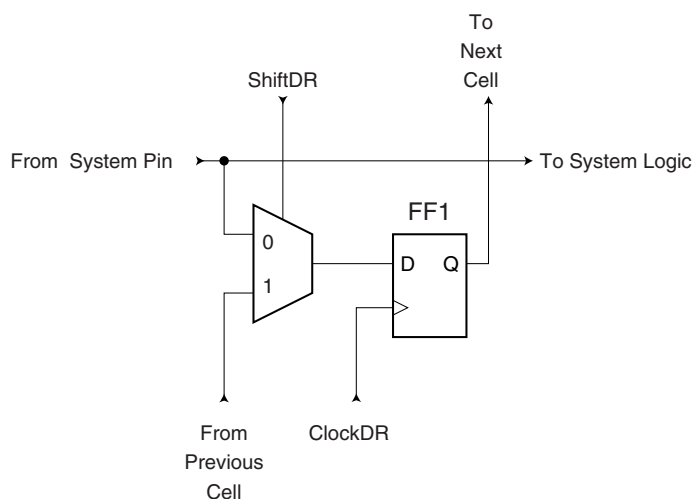 To
Next
Cell
ShiftDR
From System Pin
To System Logic
FF1
0
D Q
1
From
Previous
Cell
ClockDR